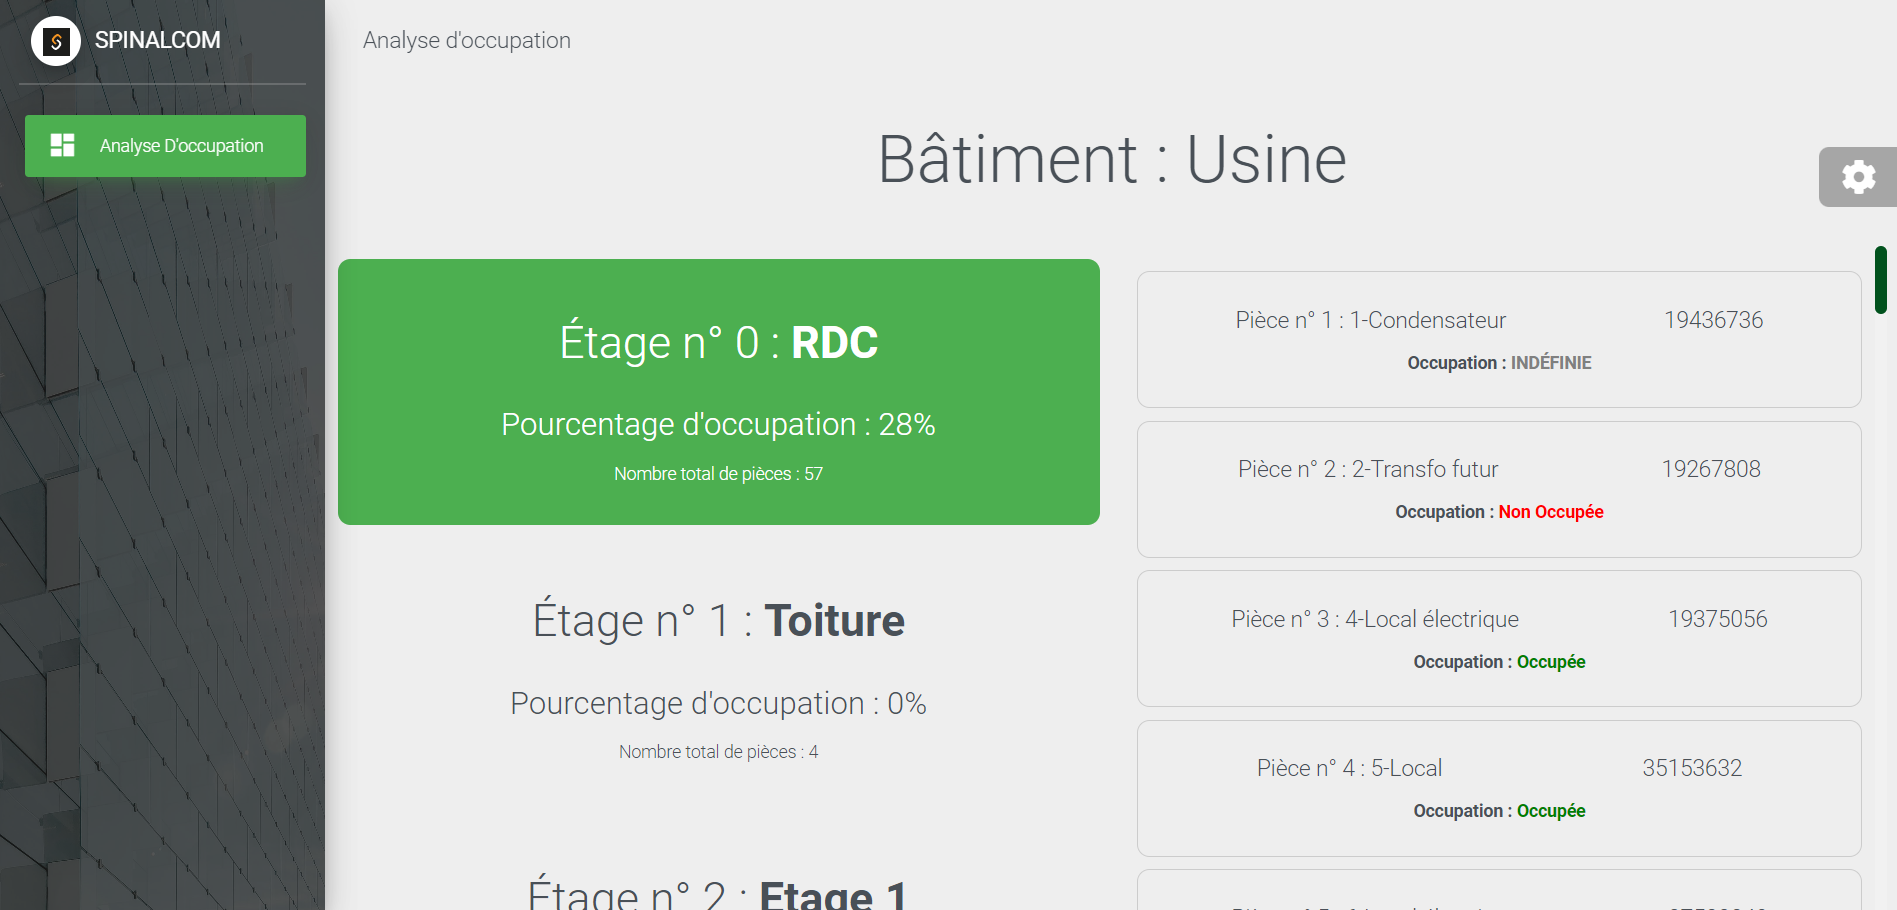 SPINALCOM
Analyse D'occupation
Analyse d'occupation
Bâtiment : Usine
Étage n° 0 : RDC
Pourcentage d'occupation : 28%
Nombre total de pièces : 57
Étage n° 1 : Toiture
Pourcentage d'occupation : 0%
Nombre total de pièces : 4
Étage n° 2 : Etage 1
Pièce n° 1 : 1-Condensateur 19436736
Occupation : INDÉFINIE
Pièce n° 2 : 2-Transfo futur 19267808
Occupation : Non Occupée
Pièce n° 3 : 4-Local électrique 19375056
Occupation : Occupée
Pièce n° 4 : 5-Local 35153632
Occupation : Occupée